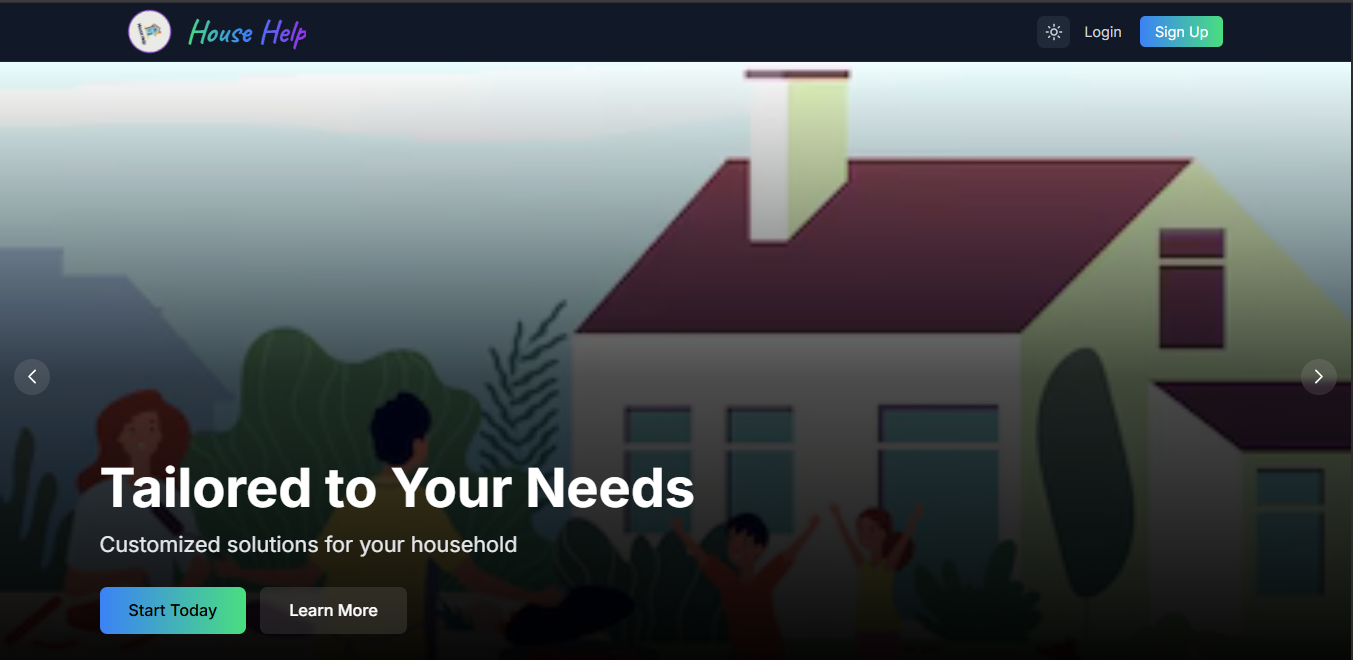 House Help
Login
Sign Up
Tailored to Your Needs
Customized solutions for your household
Start Today
Learn More